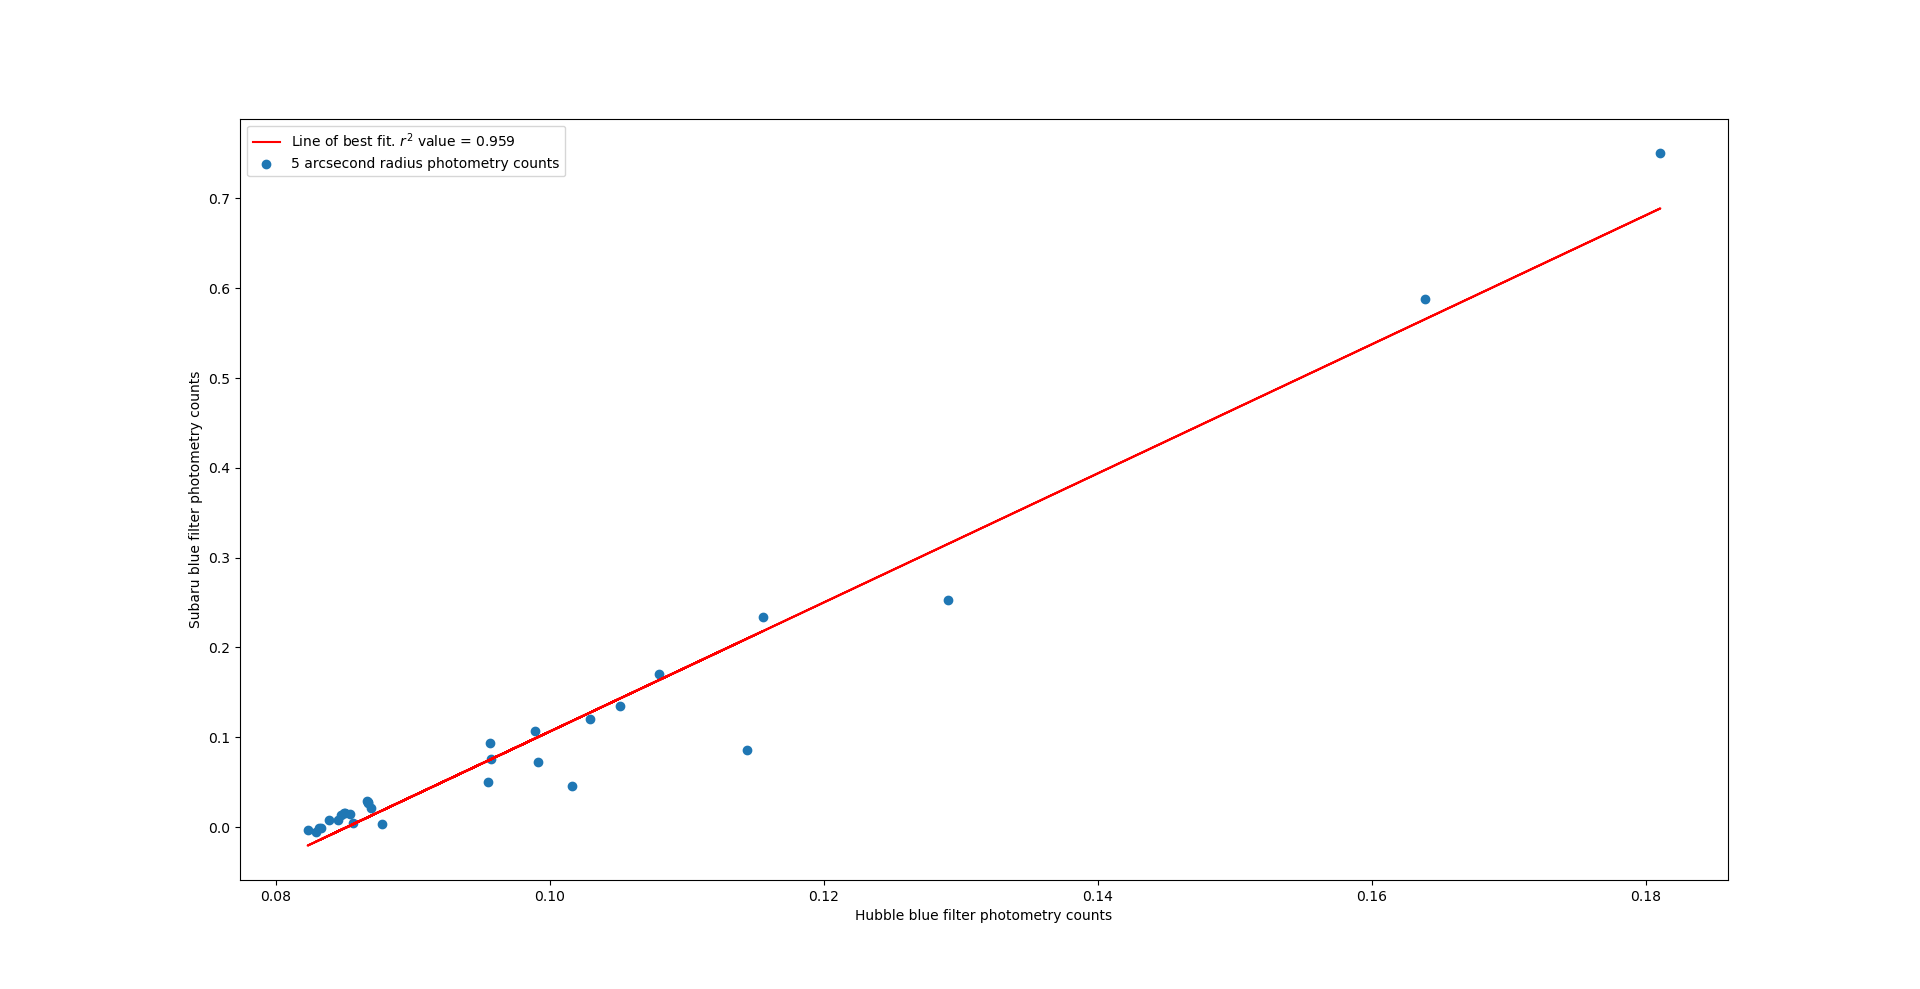 Line of best fit. r² value = 0.959
5 arcsecond radius photometry counts
0.7
0.6
0.5
0.4
0.3
0.2
0.1
0.0
Subaru blue filter photometry counts
0.08 0.10 0.12 0.14 0.16 0.18
Hubble blue filter photometry counts